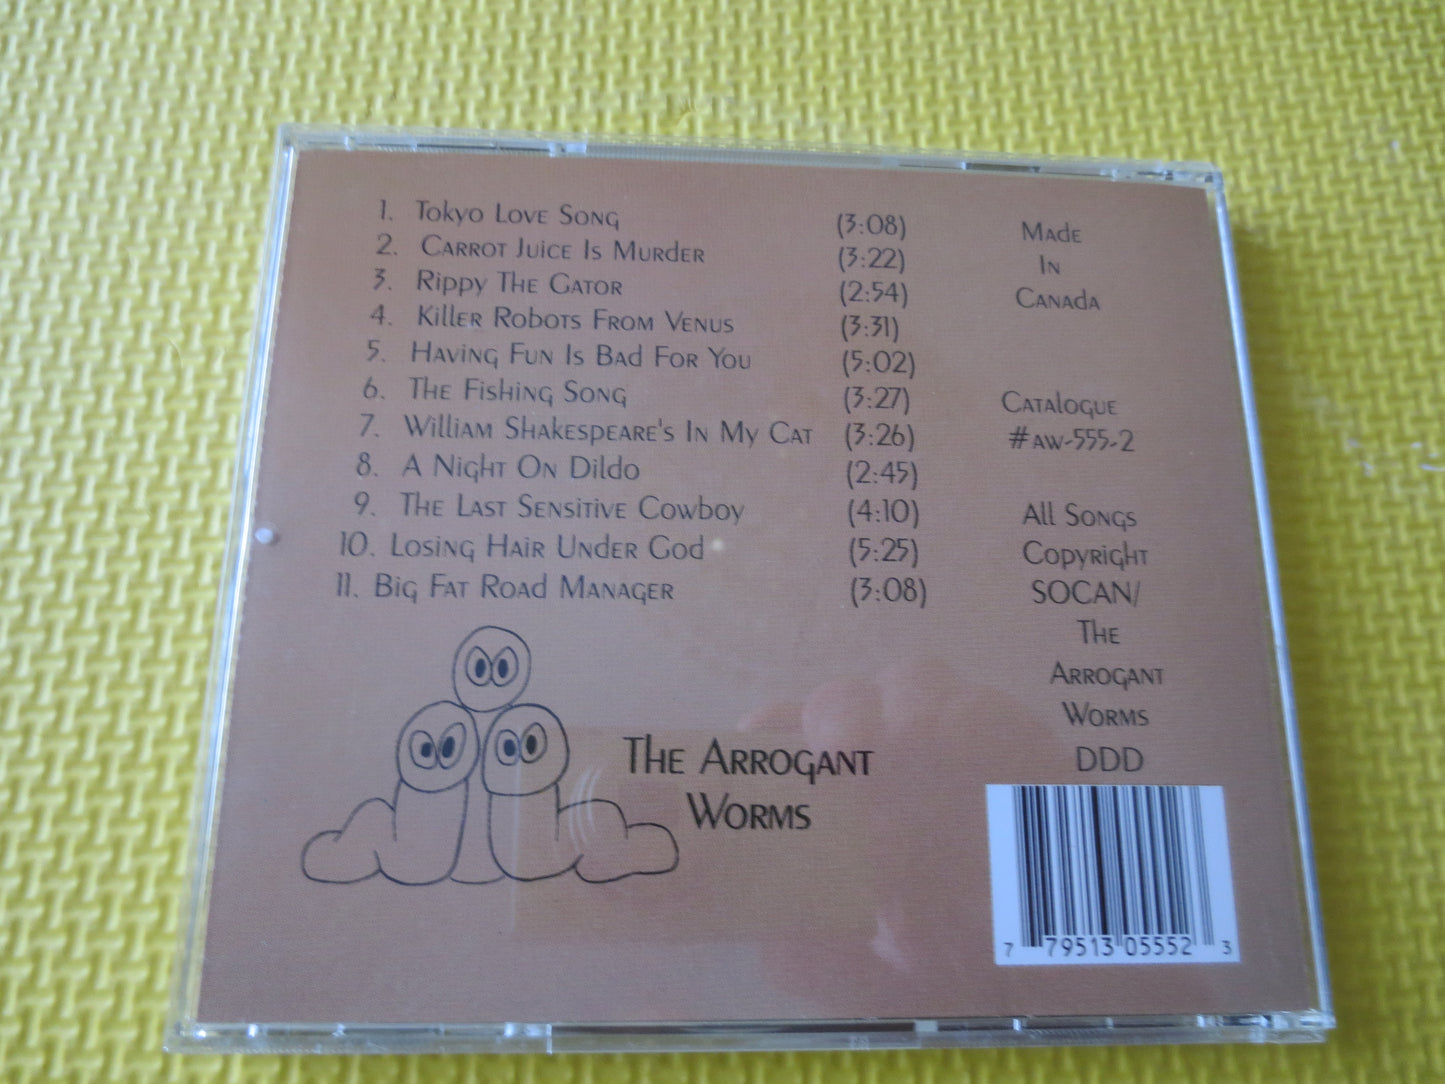 1. Tokyo Love Song (3:08)
2. Carrot Juice Is Murder (3:22)
3. Rippy The Gator (2:54)
4. Killer Robots From Venus (3:31)
5. Having Fun Is Bad For You (5:02)
6. The Fishing Song (3:27)
7. William Shakespeare's In My Cat (3:26)
8. A Night On Dildo (2:45)
9. The Last Sensitive Cowboy (4:10)
10. Losing Hair Under God (5:25)
11. Big Fat Road Manager (3:08)
Made
In
Canada
Catalogue
#AW-555-2
All Songs
Copyright
SOCAN/
The
Arrogant
Worms
DDD
The Arrogant
Worms
7 79513 05552 3